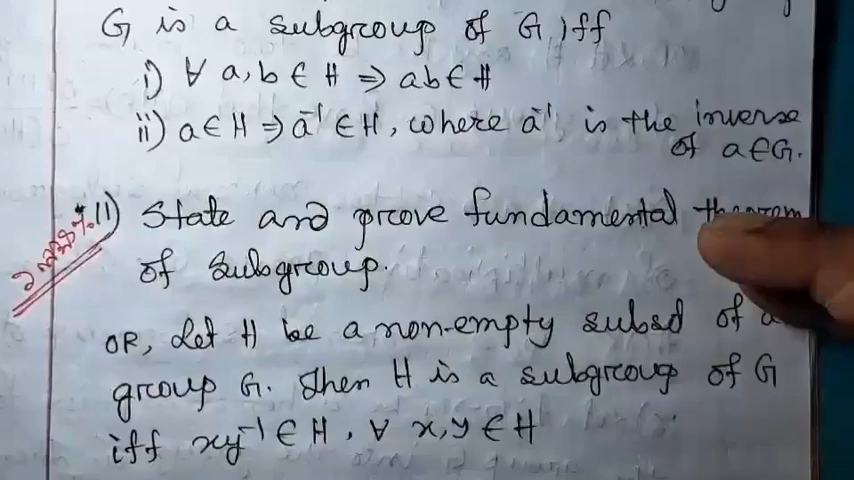 G is a subgroup of G iff
i) ∀ a, b ∈ H ⇒ ab ∈ H
ii) a ∈ H ⇒ a⁻¹ ∈ H, where a⁻¹ is the inverse
of a ∈ G.
11) State and prove fundamental theorem
of subgroup.
OR, Let H be a non-empty subset of a
group G. Then H is a subgroup of G
iff xy⁻¹ ∈ H, ∀ x, y ∈ H